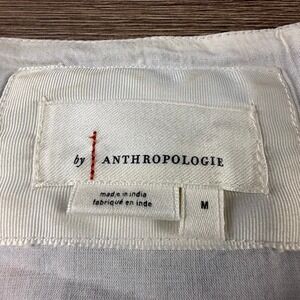 by ANTHROPOLOGIE
made in india
fabriqué en inde
M